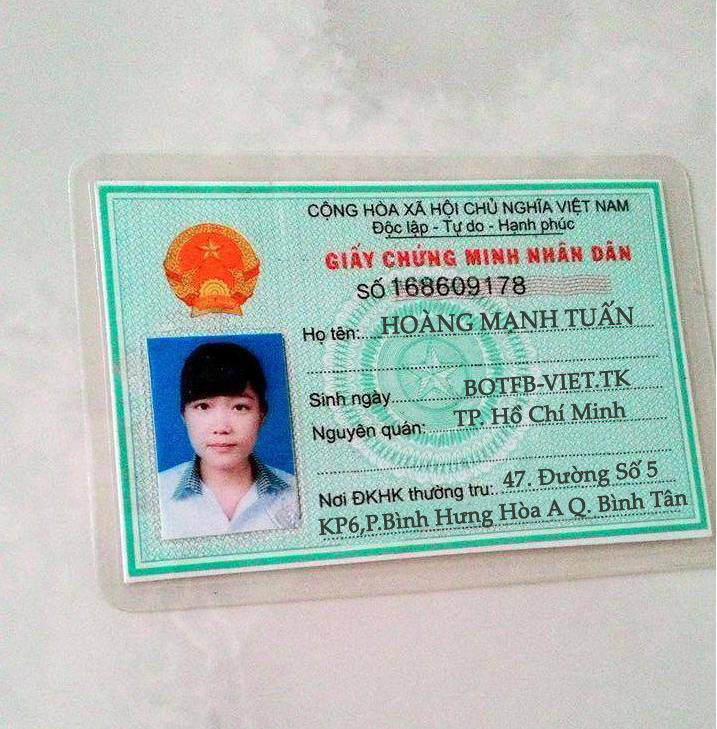 CỘNG HÒA XÃ HỘI CHỦ NGHĨA VIỆT NAM
Độc lập - Tự do - Hạnh phúc
GIẤY CHỨNG MINH NHÂN DÂN
SỐ 168609178
Họ tên: HOÀNG MẠNH TUẤN
Sinh ngày BOTFB-VIET.TK
Nguyên quán: TP. Hồ Chí Minh
Nơi ĐKHK thường trú: 47. Đường Số 5
KP6,P.Bình Hưng Hòa A Q. Bình Tân